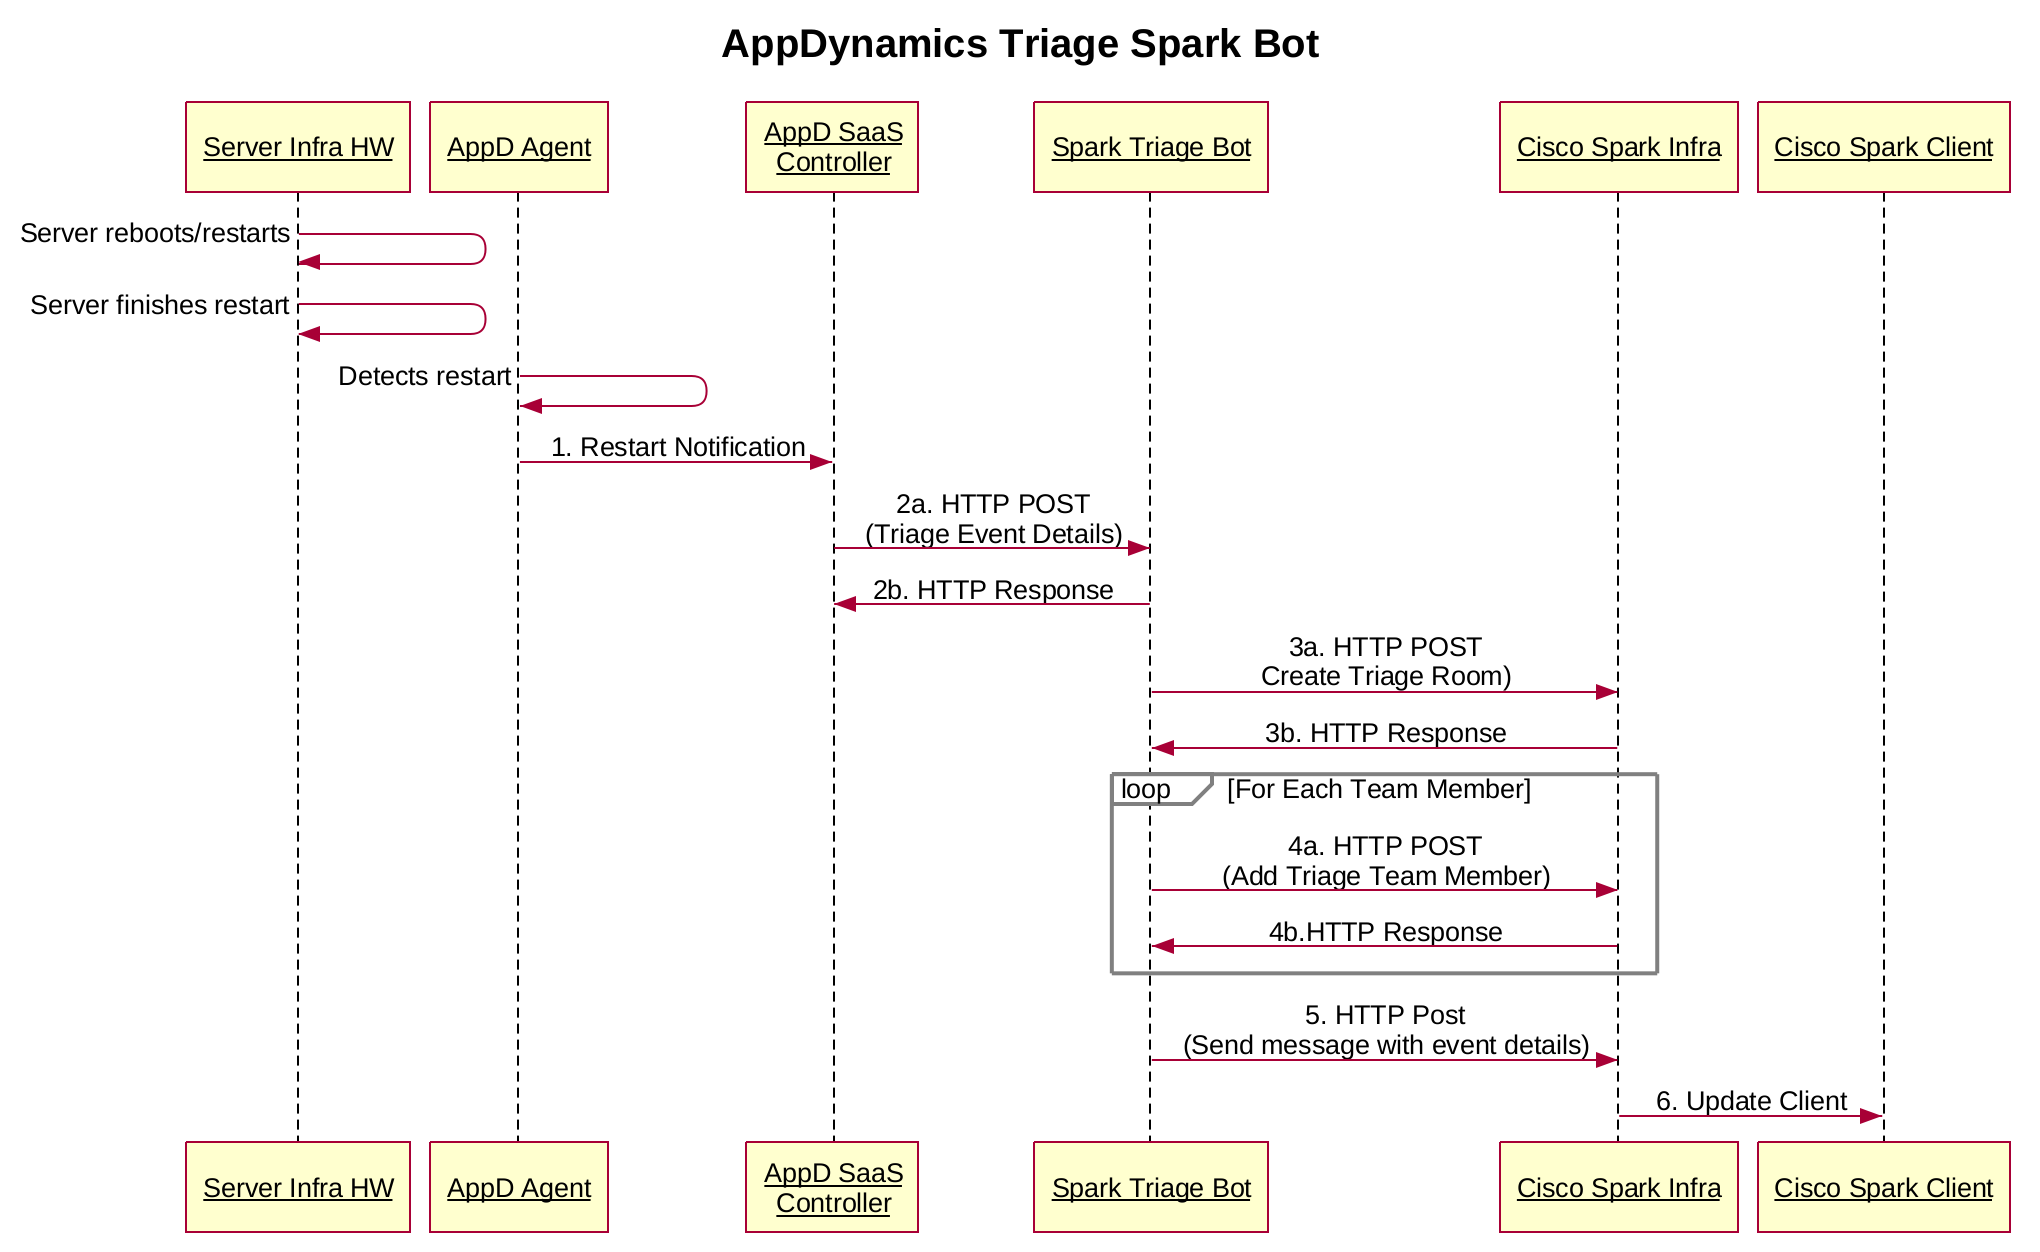 AppDynamics Triage Spark Bot
Server Infra HW
AppD Agent
AppD SaaS
Controller
Spark Triage Bot
Cisco Spark Infra
Cisco Spark Client
Server reboots/restarts
Server finishes restart
Detects restart
1. Restart Notification
2a. HTTP POST
(Triage Event Details)
2b. HTTP Response
3a. HTTP POST
Create Triage Room)
3b. HTTP Response
loop
[For Each Team Member]
4a. HTTP POST
(Add Triage Team Member)
4b.HTTP Response
5. HTTP Post
(Send message with event details)
6. Update Client
Server Infra HW
AppD Agent
AppD SaaS
Controller
Spark Triage Bot
Cisco Spark Infra
Cisco Spark Client